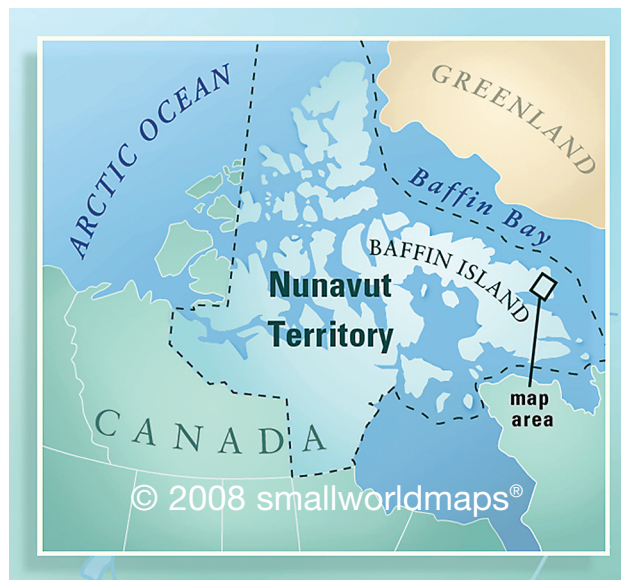 GREENLAND
ARCTIC OCEAN
Baffin Bay
BAFFIN ISLAND
Nunavut
Territory
map
area
CANADA
© 2008 smallworldmaps®